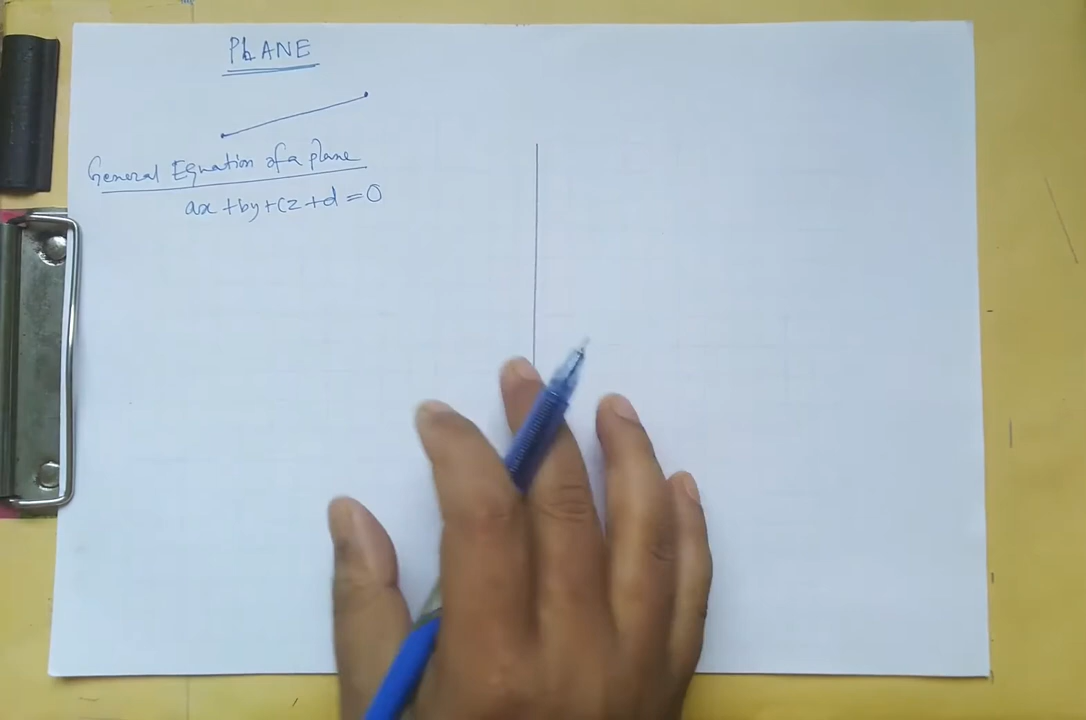 PLANE
General Equation of a plane
ax + by + cz + d = 0